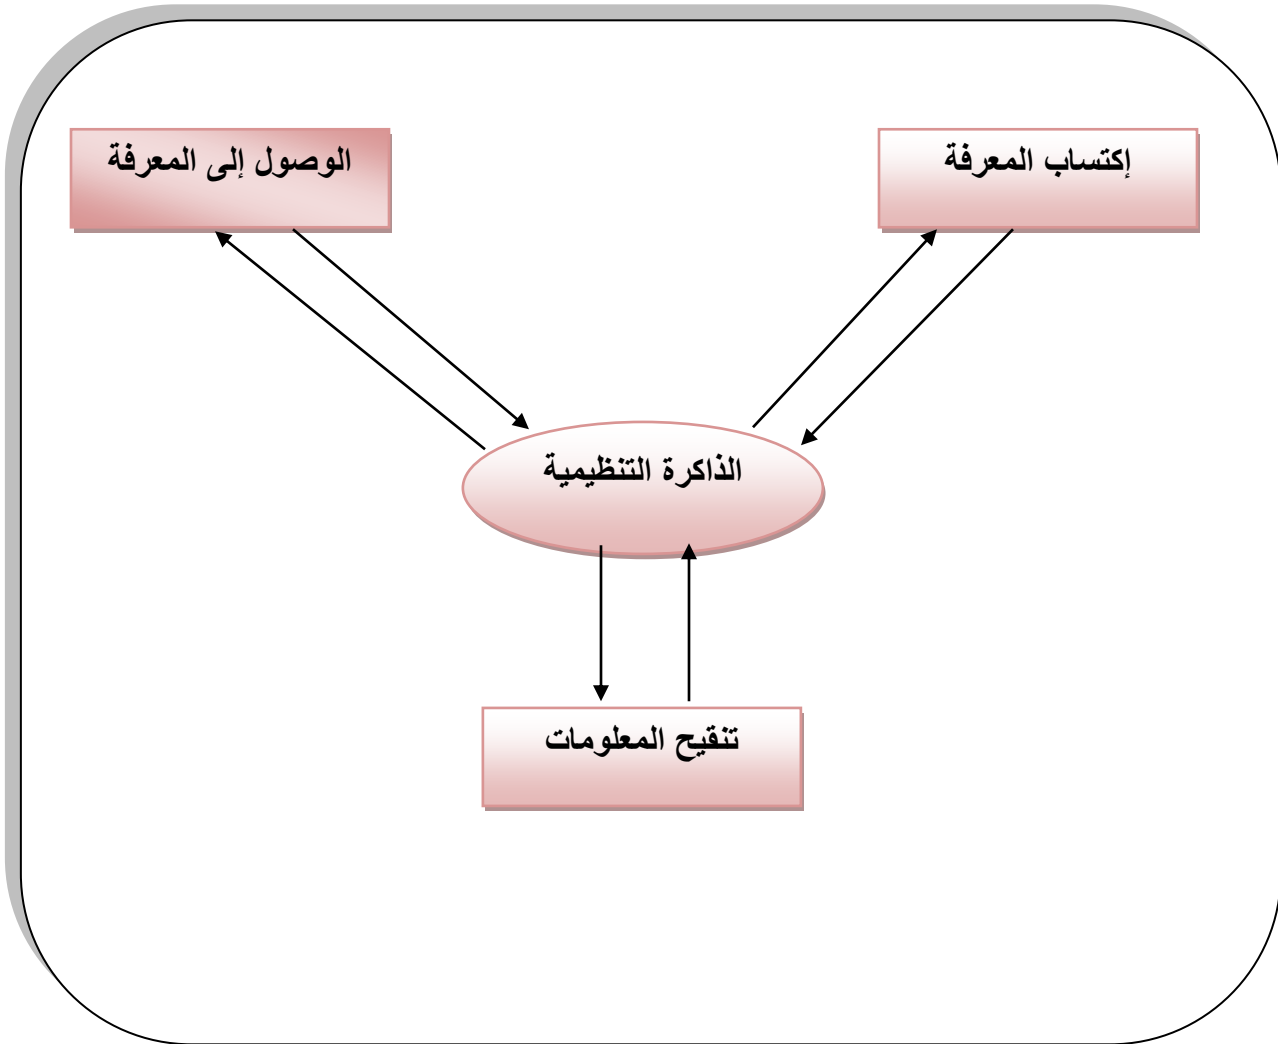 إكتساب المعرفة
الوصول إلى المعرفة
الذاكرة التنظيمية
تنقيح المعلومات